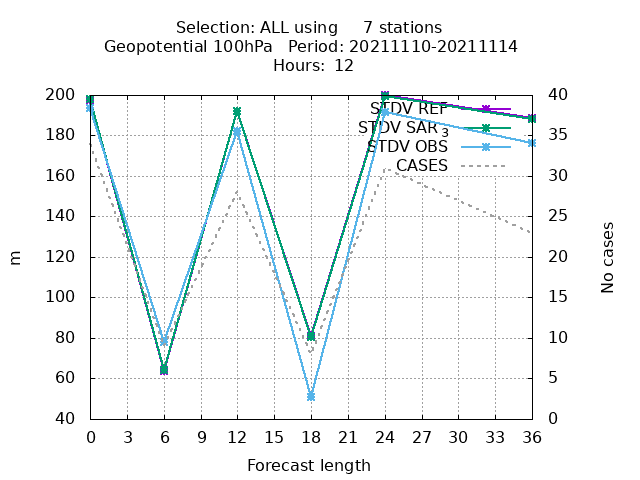 Selection: ALL using 7 stations
Geopotential 100hPa Period: 20211110-20211114
Hours: 12
200 40
STDV REF
STDV SAR3
180 35
STDV OBS
CASES
160 30
140 25
120 20
m
No cases
100 15
80 10
60 5
40 0
0 3 6 9 12 15 18 21 24 27 30 33 36
Forecast length